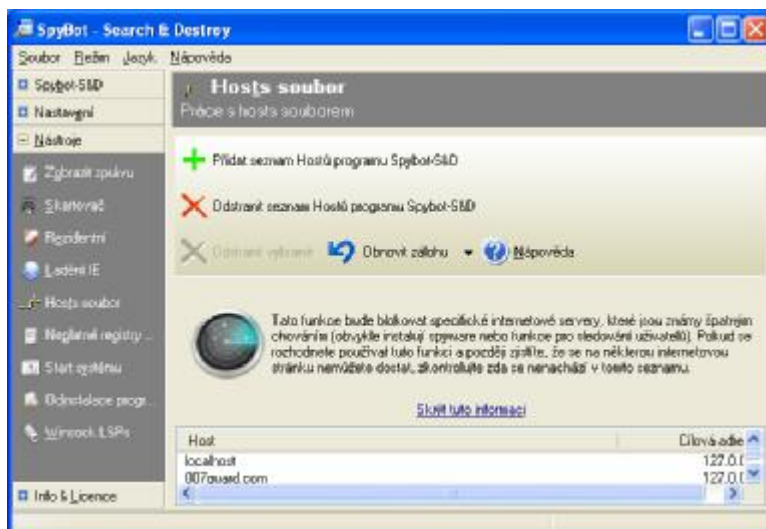 SpyBot - Search & Destroy
Soubor Režim Jazyk Nápověda
Spybot-S&D
Nastavení
Nástroje
Zobrazit zprávu
Skartovač
Rezidentní
Ladění IE
Hosts soubor
Neplatné registry ...
Start systému
Odinstalace progr...
Winsock LSPs
Info & Licence
Hosts soubor
Práce s hosts souborem
Přidat seznam Hostů programu Spybot-S&D
Odstranit seznam Hostů programu Spybot-S&D
Odstranit vybrané Obnovit zálohu Nápověda
Tato funkce bude blokovat specifické internetové servery, které jsou známy špatným
chováním (obvykle instalují spyware nebo funkce pro sledování uživatelů). Pokud se
rozhodnete používat tuto funkci a později zjistíte, že se na některou internetovou
stránku nemůžete dostat, zkontrolujte zda se nenachází v tomto seznamu.
Skrýt tuto informaci
Host Cílová adre
localhost 127.0.(
007guard.com 127.0.(